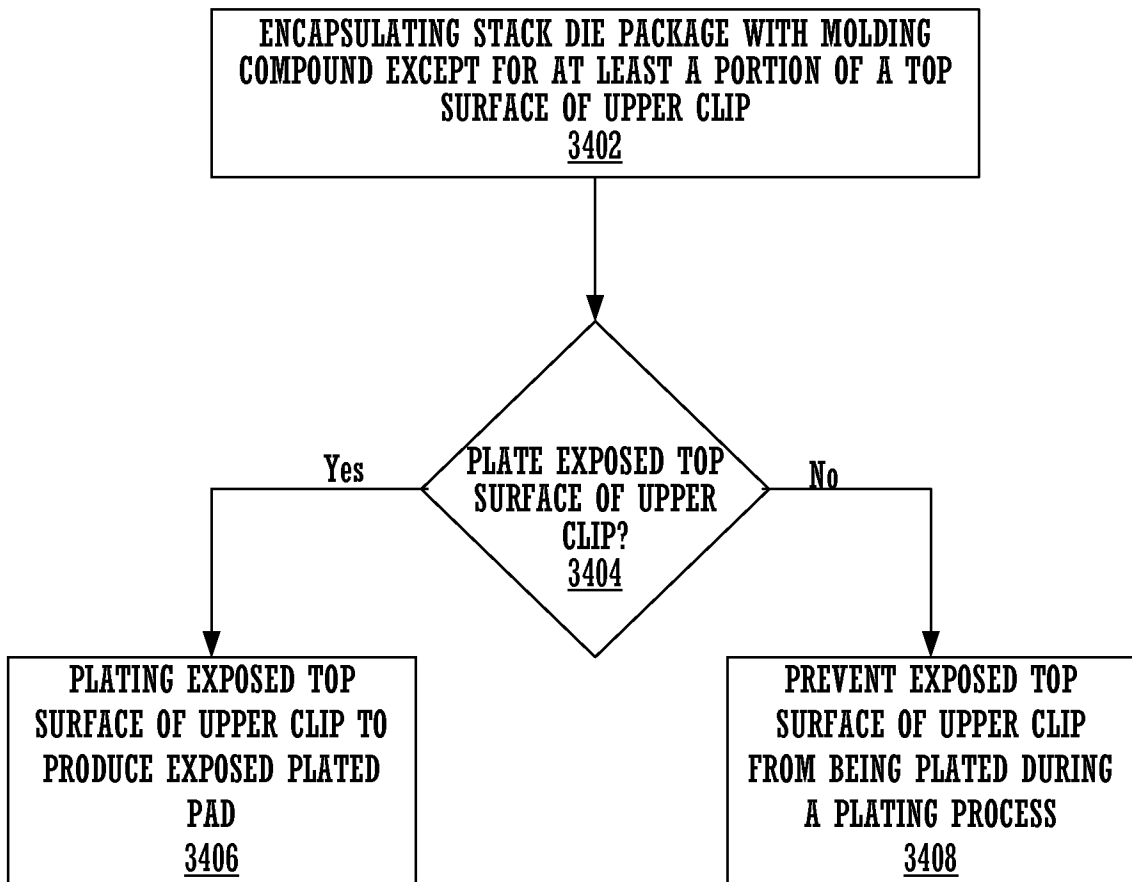 ENCAPSULATING STACK DIE PACKAGE WITH MOLDING
COMPOUND EXCEPT FOR AT LEAST A PORTION OF A TOP
SURFACE OF UPPER CLIP
3402
PLATE EXPOSED TOP
SURFACE OF UPPER
CLIP?
3404
Yes
No
PLATING EXPOSED TOP
SURFACE OF UPPER CLIP TO
PRODUCE EXPOSED PLATED
PAD
3406
PREVENT EXPOSED TOP
SURFACE OF UPPER CLIP
FROM BEING PLATED DURING
A PLATING PROCESS
3408